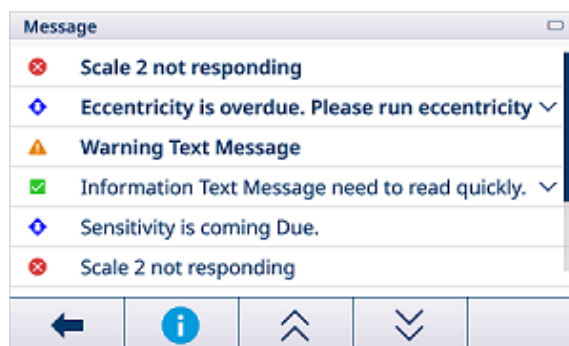 Message
Scale 2 not responding
Eccentricity is overdue. Please run eccentricity
Warning Text Message
Information Text Message need to read quickly.
Sensitivity is coming Due.
Scale 2 not responding